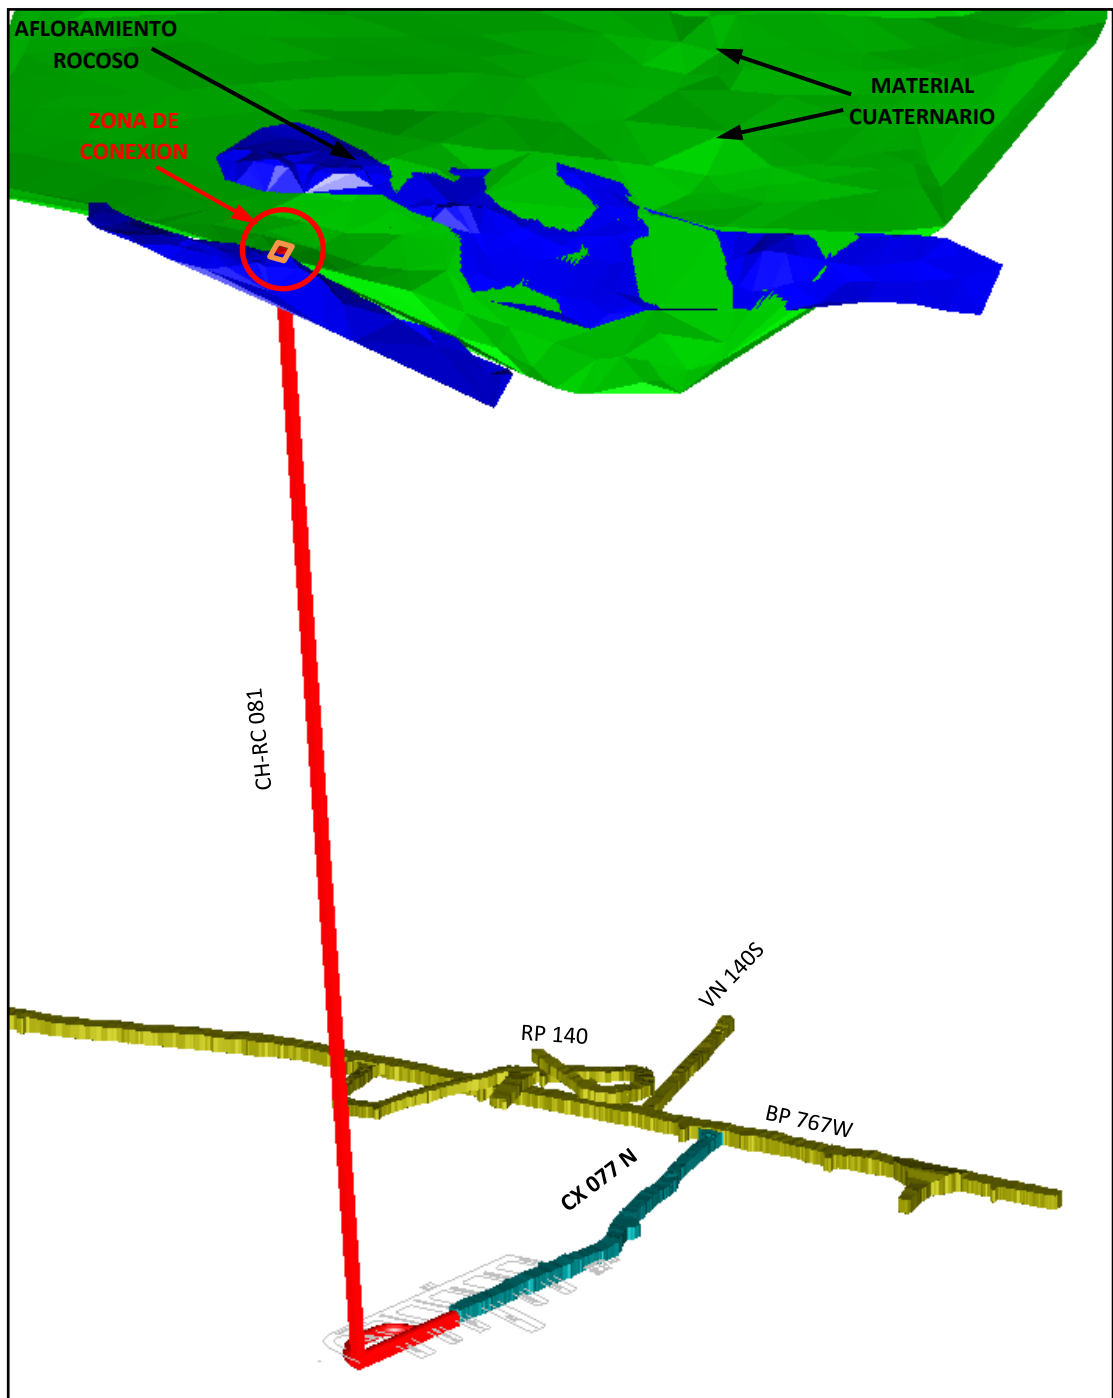 AFLORAMIENTO
ROCOSO
MATERIAL
CUATERNARIO
ZONA DE
CONEXION
CH-RC 081
VN 140S
RP 140
BP 767W
CX 077 N